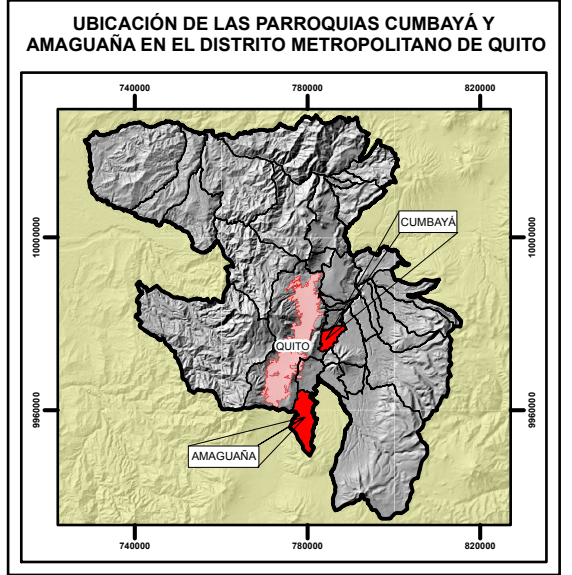 UBICACIÓN DE LAS PARROQUIAS CUMBAYÁ Y
AMAGUAÑA EN EL DISTRITO METROPOLITANO DE QUITO
740000 780000 820000
10000000 10000000
CUMBAYÁ
QUITO
9960000 9960000
AMAGUAÑA
740000 780000 820000